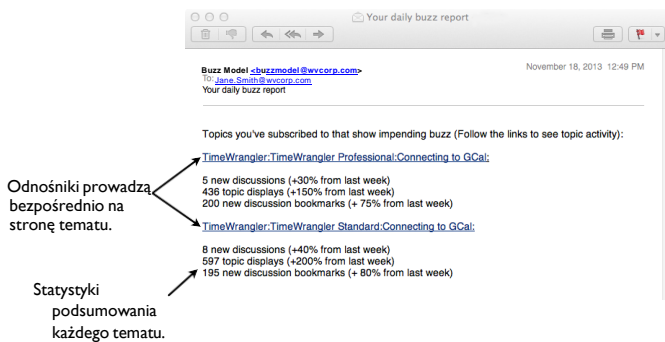 Your daily buzz report
Buzz Model <buzzmodel@wvcorp.com>
November 18, 2013 12:49 PM
To: Jane.Smith@wvcorp.com
Your daily buzz report
Topics you've subscribed to that show impending buzz (Follow the links to see topic activity):
TimeWrangler:TimeWrangler Professional:Connecting to GCal:
5 new discussions (+30% from last week)
436 topic displays (+150% from last week)
200 new discussion bookmarks (+ 75% from last week)
TimeWrangler:TimeWrangler Standard:Connecting to GCal:
8 new discussions (+40% from last week)
597 topic displays (+200% from last week)
195 new discussion bookmarks (+ 80% from last week)
Odnośniki prowadzą
bezpośrednio na
stronę tematu.
Statystyki
podsumowania
każdego tematu.